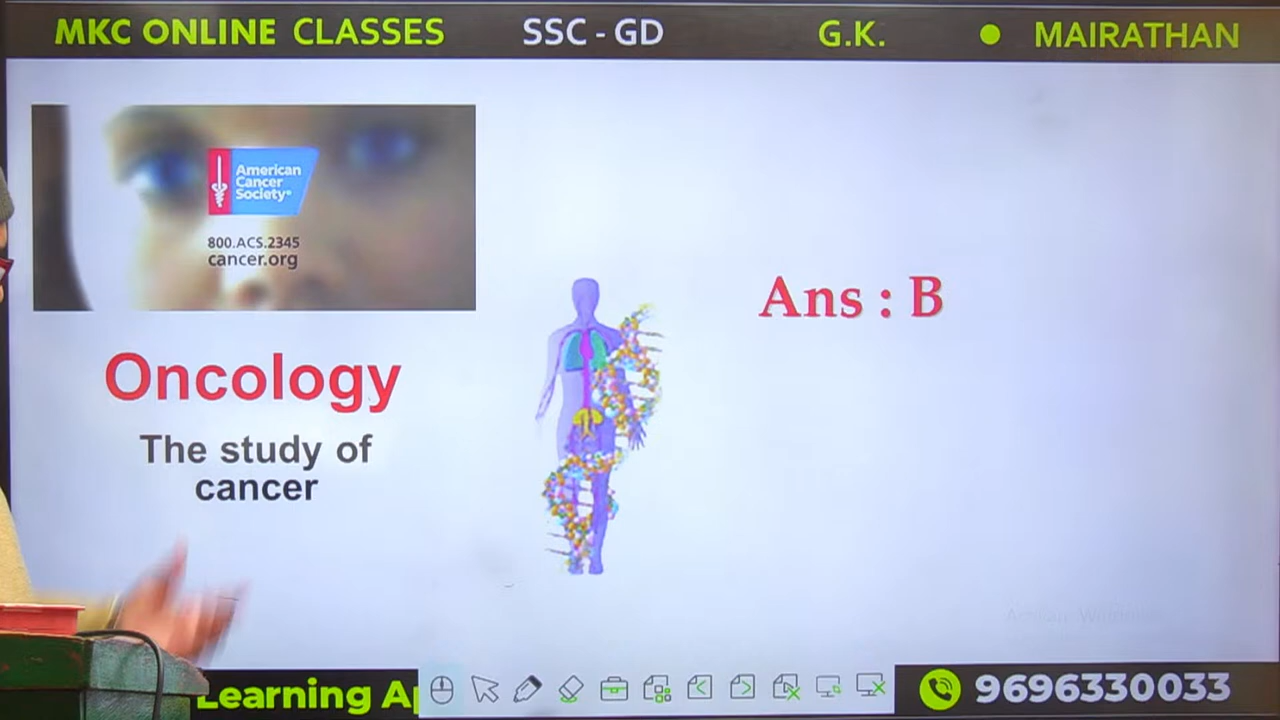 MKC ONLINE CLASSES SSC - GD G.K. MAIRATHAN
American
Cancer
Society
800.ACS.2345
cancer.org
Ans : B
Oncology
The study of
cancer
Learning
9696330033